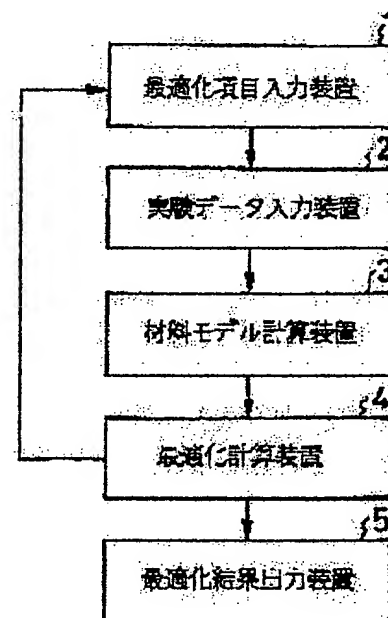 最適化項目入力装置
2
実験データ入力装置
3
材料モデル計算装置
4
最適化計算装置
5
最適化結果出力装置